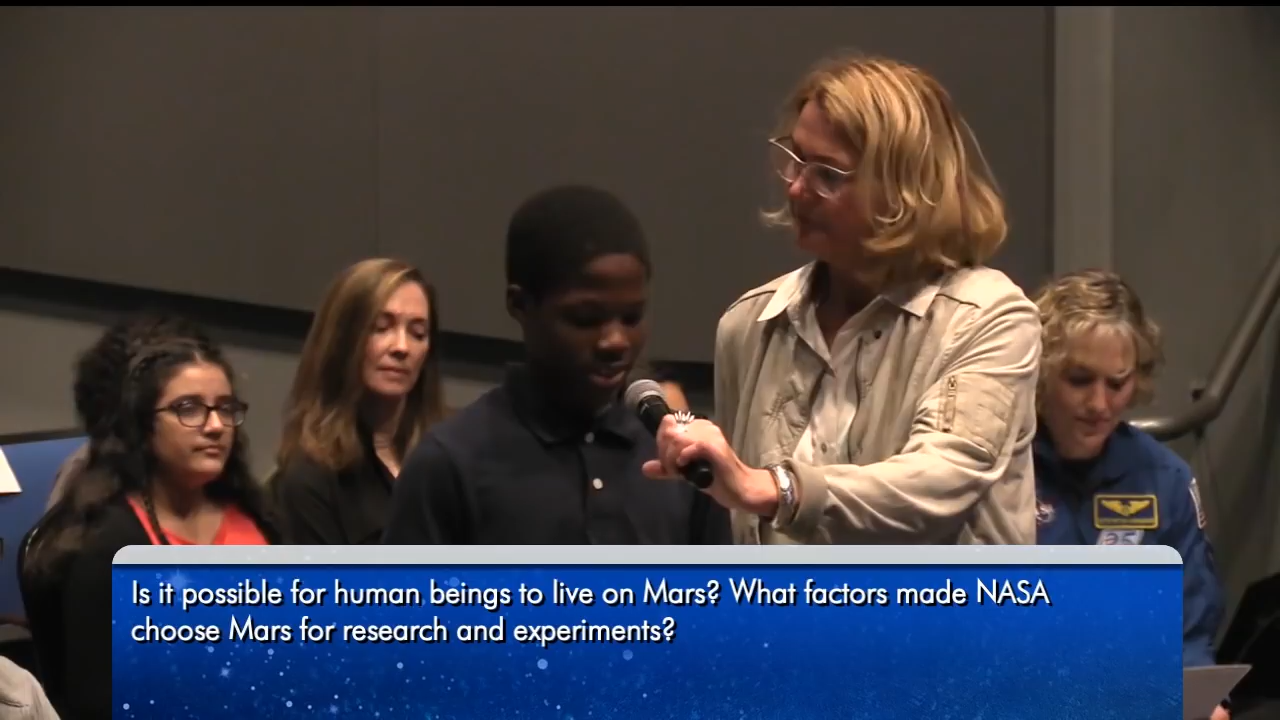 Is it possible for human beings to live on Mars? What factors made NASA
choose Mars for research and experiments?